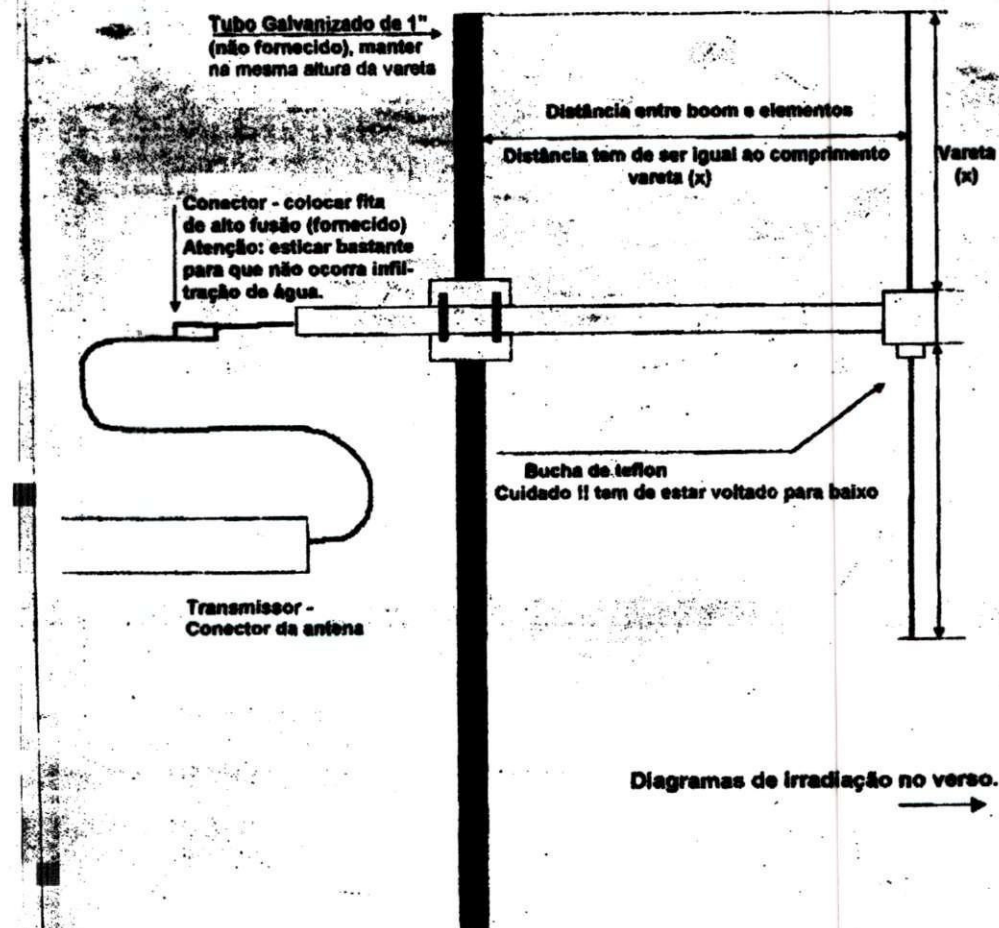 Tubo Galvanizado de 1"
(não fornecido), manter
na mesma altura da vareta
Distância entre boom e elementos
Distância tem de ser igual ao comprimento
vareta (x)
Vareta
(x)
Conector - colocar fita
de alto fusão (fornecido)
Atenção: esticar bastante
para que não ocorra infil-
tração de água.
Bucha de teflon
Cuidado !! tem de estar voltado para baixo
Transmissor -
Conector da antena
Diagramas de irradiação no verso.